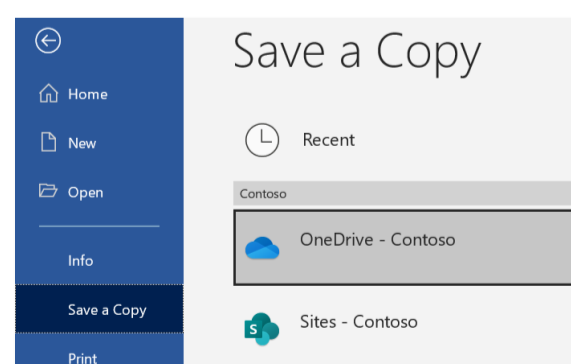 Save a Copy
Home
New
Open
Info
Save a Copy
Print
Recent
Contoso
OneDrive - Contoso
S
Sites - Contoso